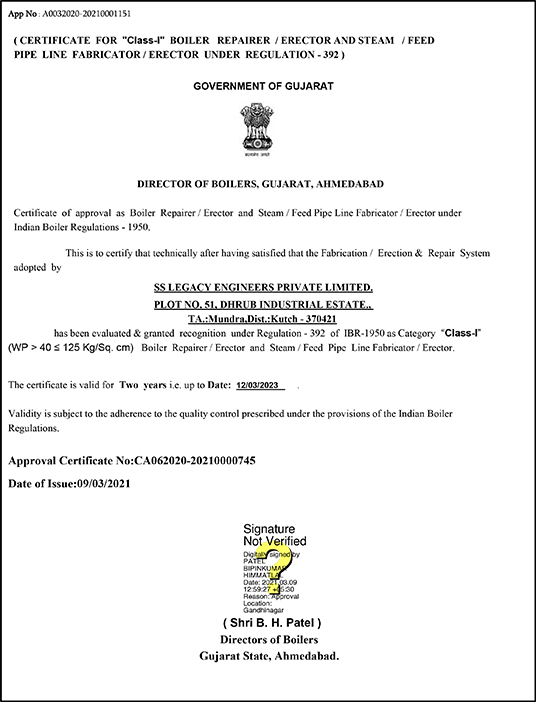 App No : A0032020-20210001151
( CERTIFICATE FOR "Class-I" BOILER REPAIRER / ERECTOR AND STEAM / FEED
PIPE LINE FABRICATOR / ERECTOR UNDER REGULATION - 392 )
GOVERNMENT OF GUJARAT
सत्यमेव जयते
DIRECTOR OF BOILERS, GUJARAT, AHMEDABAD
Certificate of approval as Boiler Repairer / Erector and Steam / Feed Pipe Line Fabricator / Erector under
Indian Boiler Regulations - 1950.
This is to certify that technically after having satisfied that the Fabrication / Erection & Repair System
adopted by
SS LEGACY ENGINEERS PRIVATE LIMITED.
PLOT NO. 51, DHRUB INDUSTRIAL ESTATE..
TA.:Mundra,Dist.:Kutch - 370421
has been evaluated & granted recognition under Regulation - 392 of IBR-1950 as Category "Class-I"
(WP > 40 ≤ 125 Kg/Sq. cm) Boiler Repairer / Erector and Steam / Feed Pipe Line Fabricator / Erector.
The certificate is valid for Two years i.e. up to Date: 12/03/2023 .
Validity is subject to the adherence to the quality control prescribed under the provisions of the Indian Boiler
Regulations.
Approval Certificate No:CA062020-20210000745
Date of Issue:09/03/2021
Signature
Not Verified
Digitally signed by
PATEL
BIPINKUMAR
HIMMATLAL
Date: 2021.03.09
12:59:27 +05:30
Reason: Approval
Location:
Gandhinagar
?
( Shri B. H. Patel )
Directors of Boilers
Gujarat State, Ahmedabad.